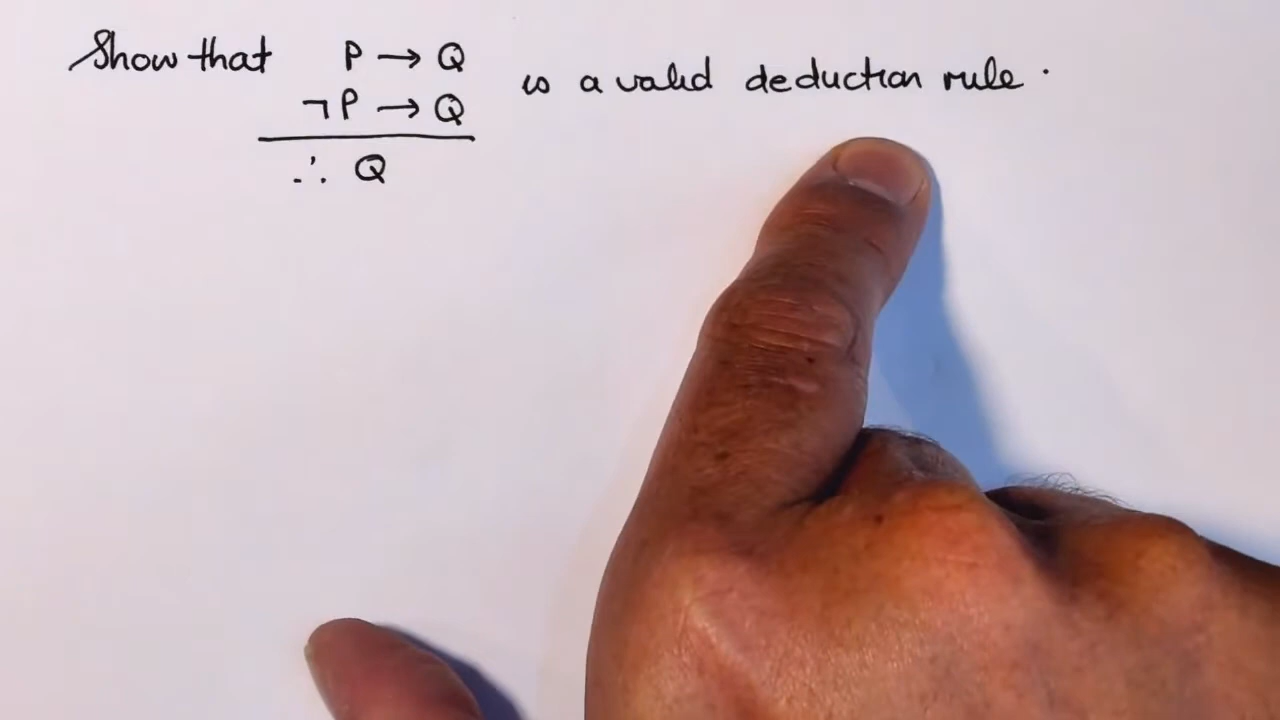 Show that P → Q is a valid deduction rule.
¬P → Q
∴ Q